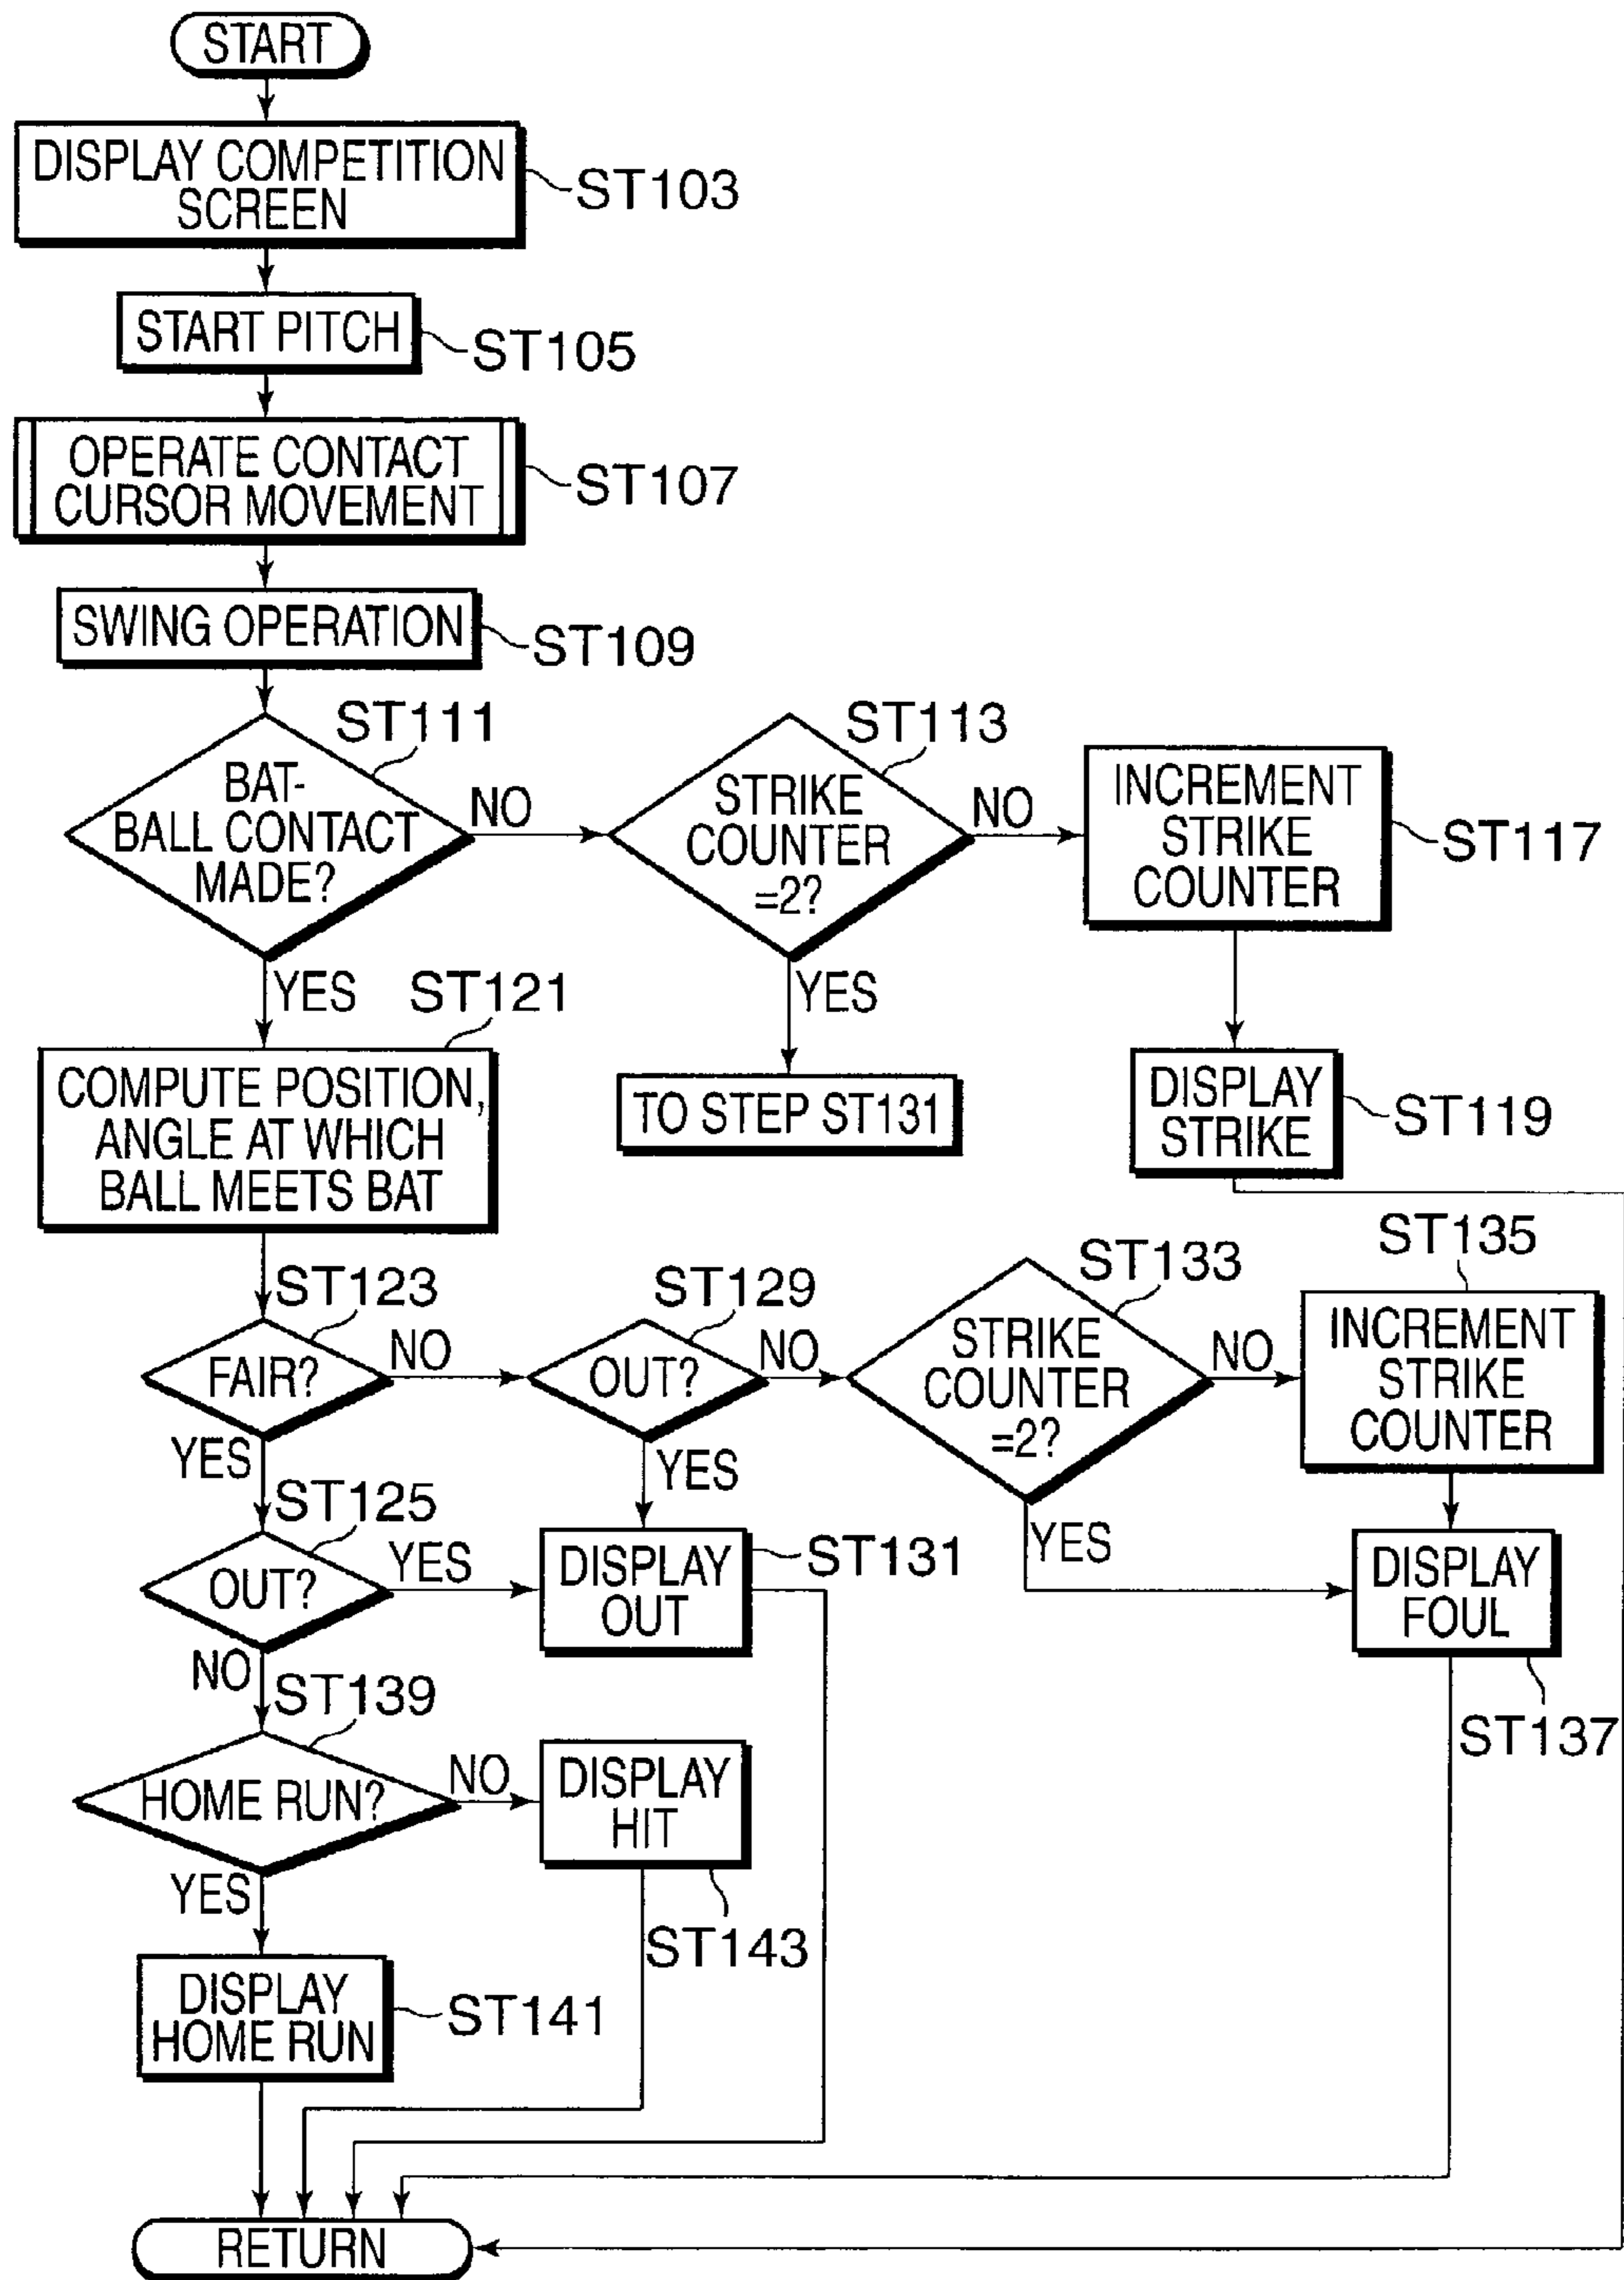 START
DISPLAY COMPETITION
SCREEN
ST103
START PITCH
ST105
OPERATE CONTACT
CURSOR MOVEMENT
ST107
SWING OPERATION
ST109
ST111
BAT-
BALL CONTACT
MADE?
NO
YES
ST113
STRIKE
COUNTER
=2?
NO
YES
INCREMENT
STRIKE
COUNTER
ST117
TO STEP ST131
DISPLAY
STRIKE
ST119
ST121
COMPUTE POSITION,
ANGLE AT WHICH
BALL MEETS BAT
ST123
FAIR?
NO
YES
ST129
OUT?
NO
YES
ST133
STRIKE
COUNTER
=2?
NO
YES
ST135
INCREMENT
STRIKE
COUNTER
ST125
OUT?
YES
NO
DISPLAY
OUT
ST131
DISPLAY
FOUL
ST137
ST139
HOME RUN?
NO
YES
DISPLAY
HIT
ST143
DISPLAY
HOME RUN
ST141
RETURN